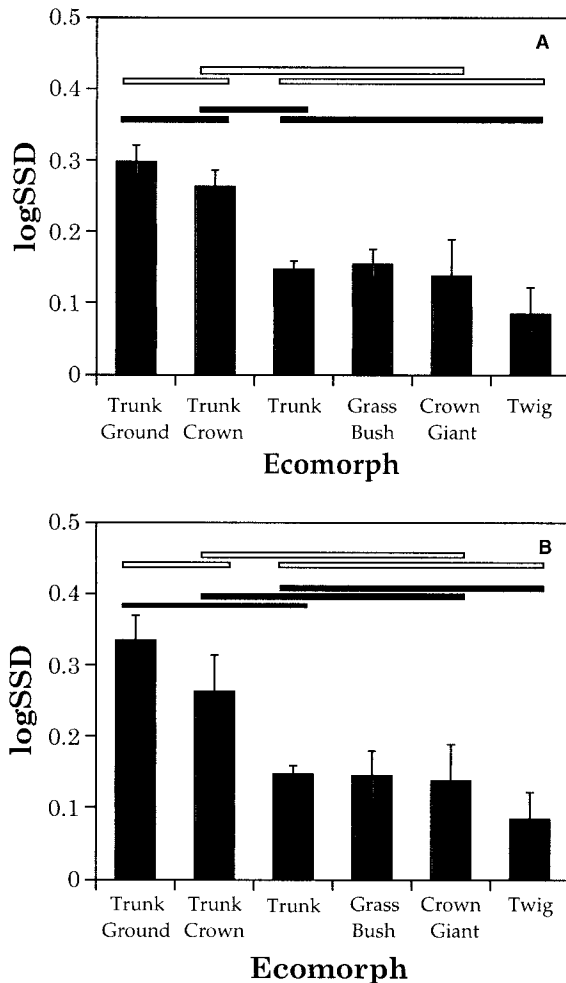 0.5
A
0.4
0.3
0.2
0.1
0
logSSD
Trunk Ground
Trunk Crown
Trunk
Grass Bush
Crown Giant
Twig
Ecomorph
0.5
B
0.4
0.3
0.2
0.1
0
logSSD
Trunk Ground
Trunk Crown
Trunk
Grass Bush
Crown Giant
Twig
Ecomorph